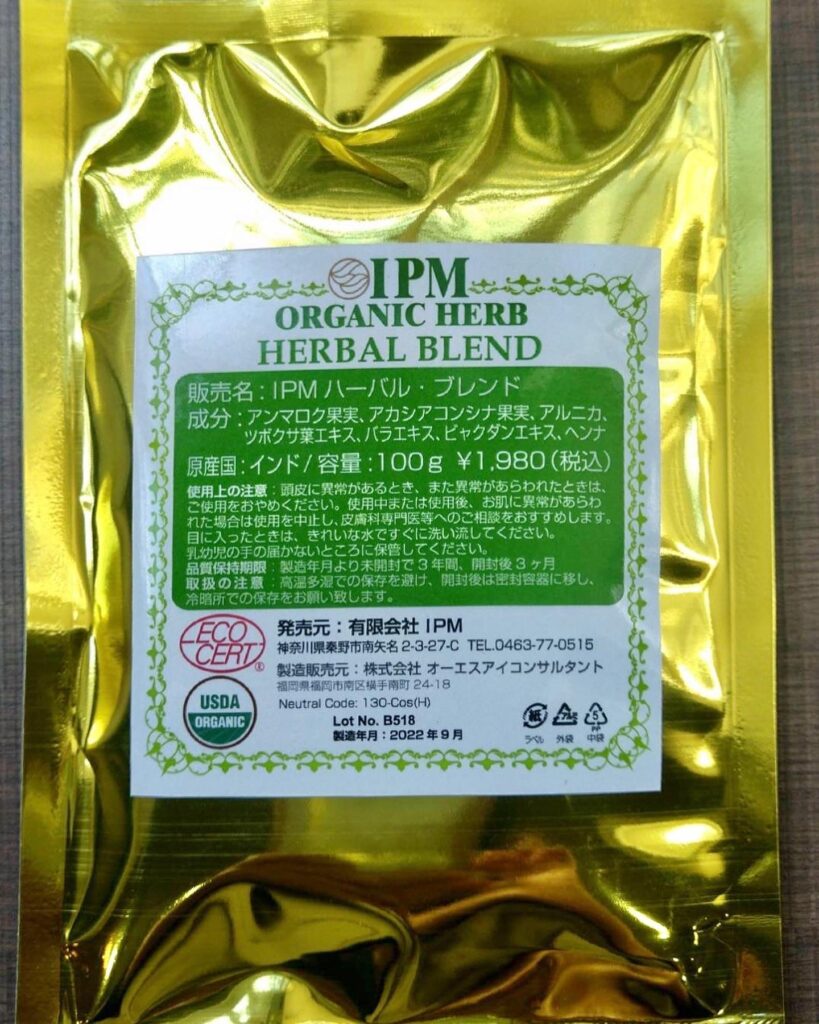 IPM
ORGANIC HERB
HERBAL BLEND
販売名：IPM ハーバル・ブレンド
成分：アンマロク果実、アカシアコンシナ果実、アルニカ、
ツボクサ葉エキス、バラエキス、ビャクダンエキス、ヘンナ
原産国：インド / 容量：100g ¥1,980(税込)
使用上の注意：頭皮に異常があるとき、また異常があらわれたときは、
ご使用をおやめください。使用中または使用後、お肌に異常があらわ
れた場合は使用を中止し、皮膚科専門医等へのご相談をおすすめします。
目に入ったときは、きれいな水ですぐに洗い流してください。
乳幼児の手の届かないところに保管してください。
品質保持期限：製造年月より未開封で3年間、開封後3ヶ月
取扱の注意：高温多湿での保存を避け、開封後は密封容器に移し、
冷暗所での保存をお願い致します。
ECO
CERT®
発売元：有限会社 IPM
神奈川県秦野市南矢名 2-3-27-C TEL.0463-77-0515
製造販売元：株式会社 オーエスアイコンサルタント
福岡県福岡市南区横手南町 24-18
USDA
ORGANIC
Neutral Code: 130-Cos(H)
Lot No. B518
製造年月：2022年9月
紙
ラベル
アルミ
外袋
5
PP
中袋